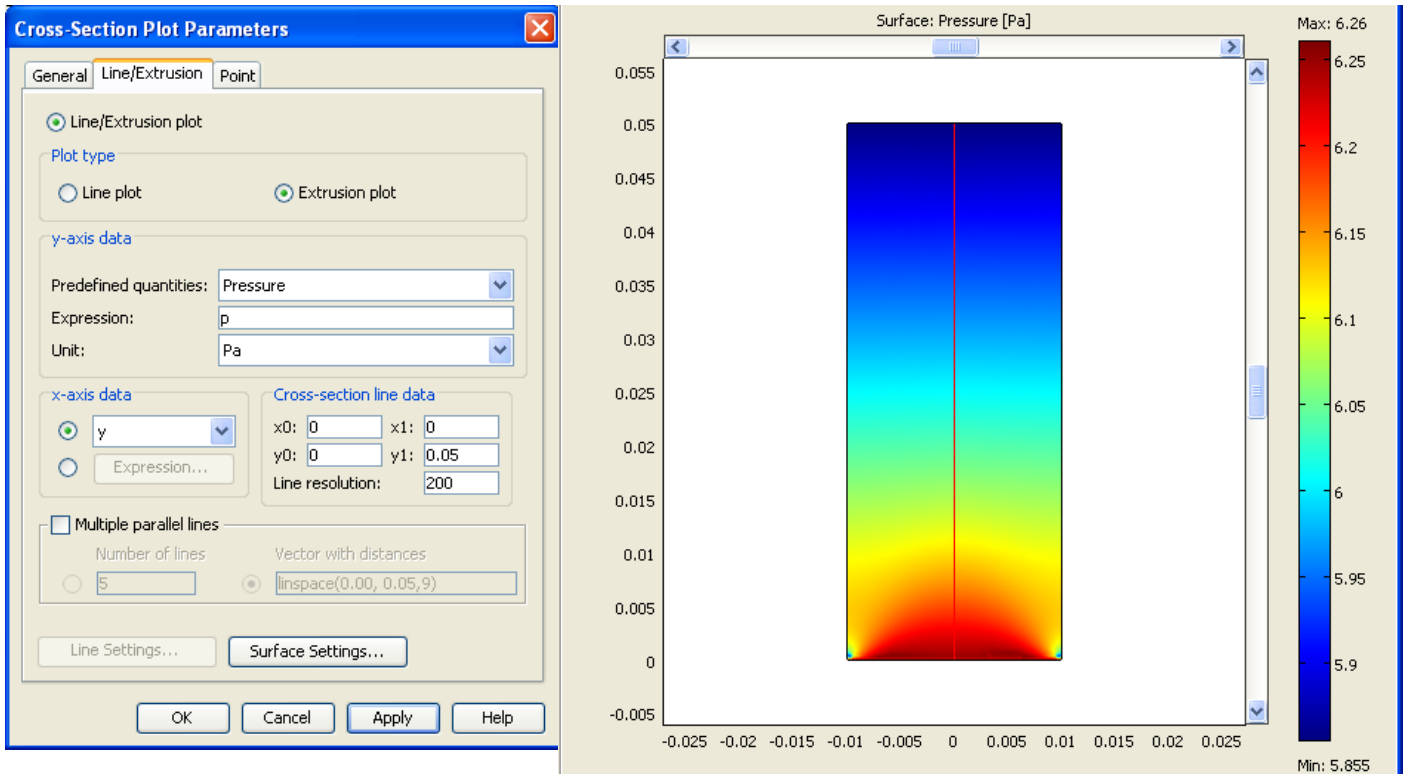 Cross-Section Plot Parameters
General Line/Extrusion Point
Line/Extrusion plot
Plot type
Line plot Extrusion plot
y-axis data
Predefined quantities: Pressure
Expression: p
Unit: Pa
x-axis data
y
Expression...
Cross-section line data
x0: 0 x1: 0
y0: 0 y1: 0.05
Line resolution: 200
Multiple parallel lines
Number of lines Vector with distances
5 linspace(0.00, 0.05,9)
Line Settings... Surface Settings...
OK Cancel Apply Help
Surface: Pressure [Pa]
0.055
0.05
0.045
0.04
0.035
0.03
0.025
0.02
0.015
0.01
0.005
0
-0.005
-0.025 -0.02 -0.015 -0.01 -0.005 0 0.005 0.01 0.015 0.02 0.025
Max: 6.26
6.25
6.2
6.15
6.1
6.05
6
5.95
5.9
Min: 5.855